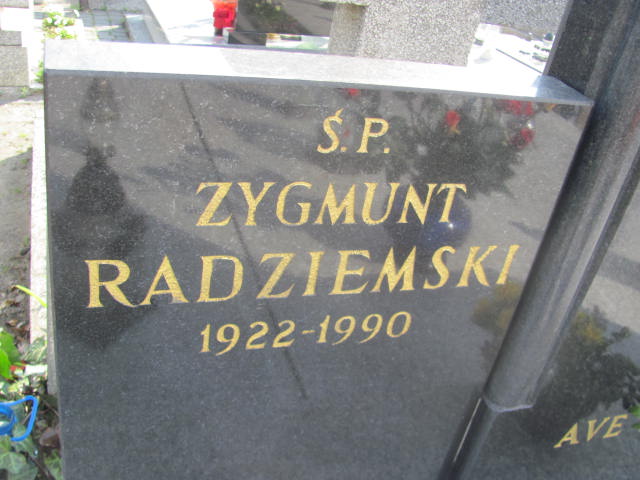 Ś.P.
ZYGMUNT
RADZIEMSKI
1922-1990
AVE